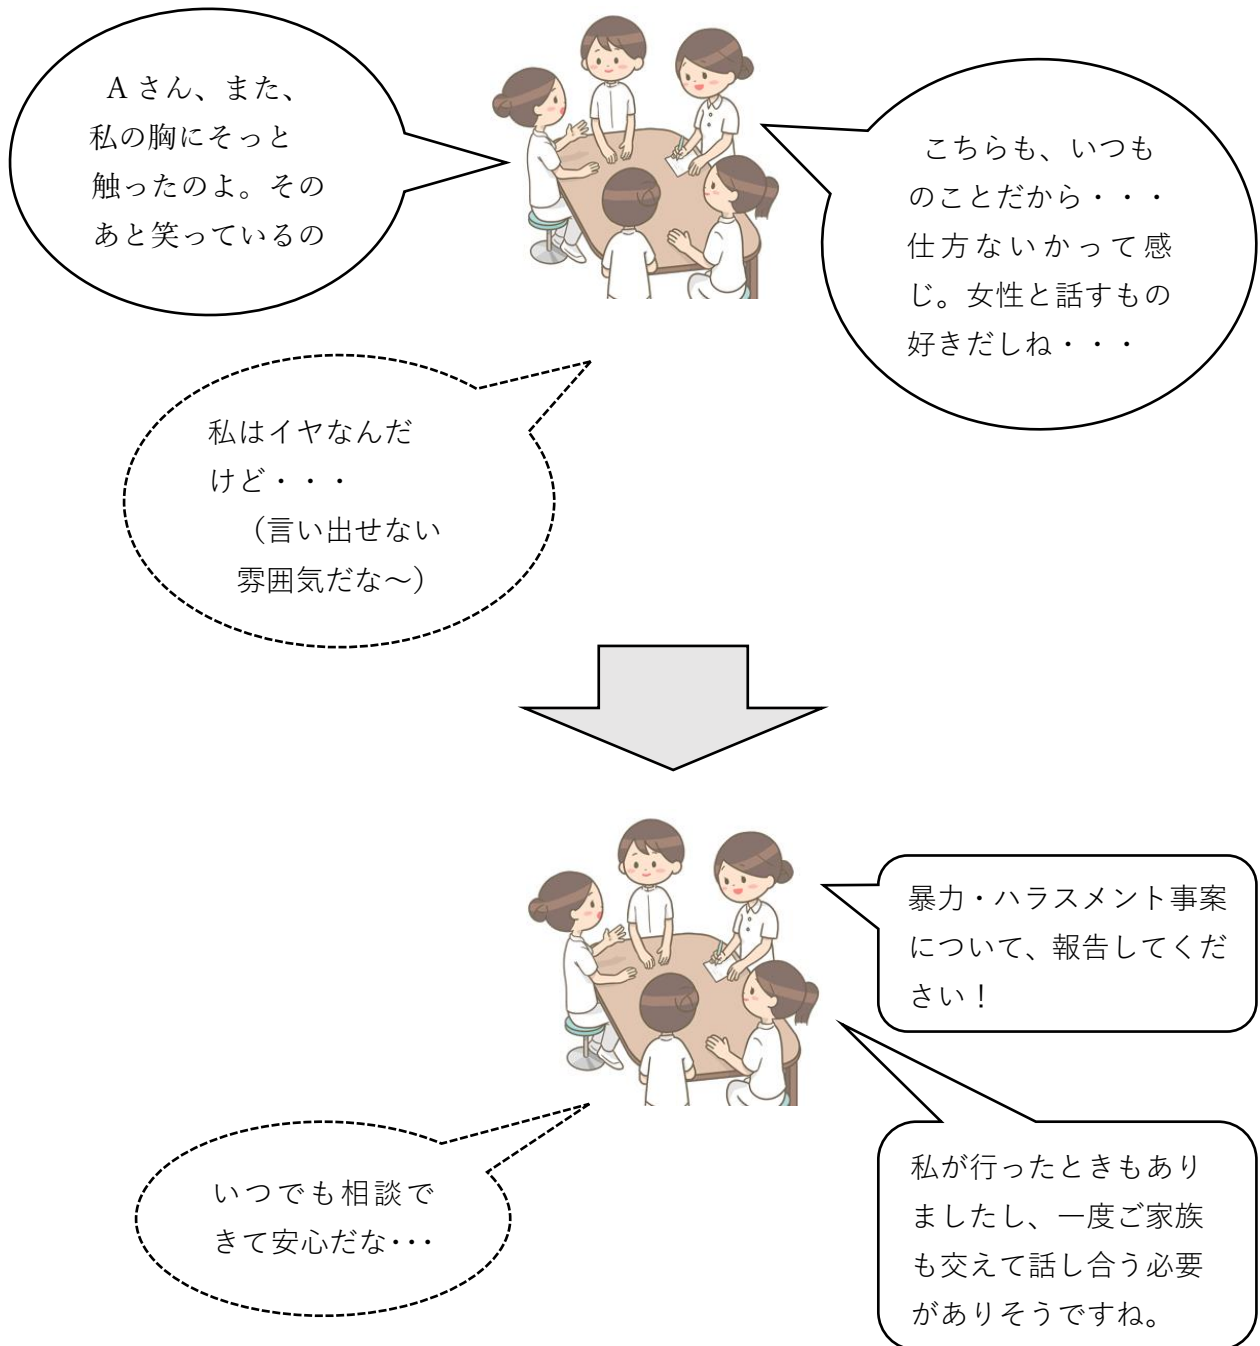 A さん、また、
私の胸にそっと
触ったのよ。その
あと笑っているの
こちらも、いつも
のことだから・・・
仕方ないかって感
じ。女性と話すもの
好きだしね・・・
私はイヤなんだ
けど・・・
（言い出せない
雰囲気だな～）
暴力・ハラスメント事案
について、報告してくだ
さい！
私が行ったときもあり
ましたし、一度ご家族
も交えて話し合う必要
がありそうですね。
いつでも相談で
きて安心だな･･･